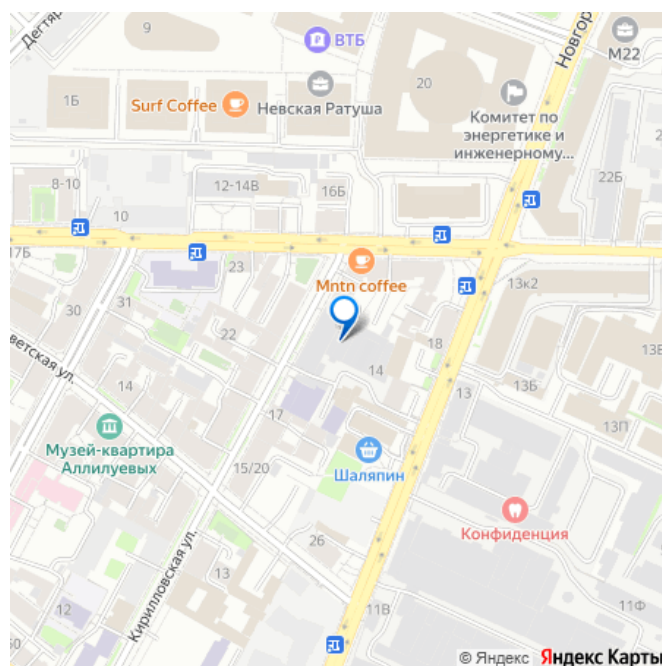 Дегтяр
9
ВТБ
Новгор
М22
20
1Б
Surf Coffee
Невская Ратуша
Комитет по
энергетике и
инженерному...
8-10
12-14В
16Б
22Б
10
17Б
23
Mntn coffee
13к2
31
30
22
18
13В
ветская ул.
14
14
13Б
13
17
13П
Музей-квартира
Аллилуевых
15/20
Шаляпин
Конфиденция
26
Кирилловская ул.
13
12
11В
11Ф
50
© Яндекс Яндекс Карты